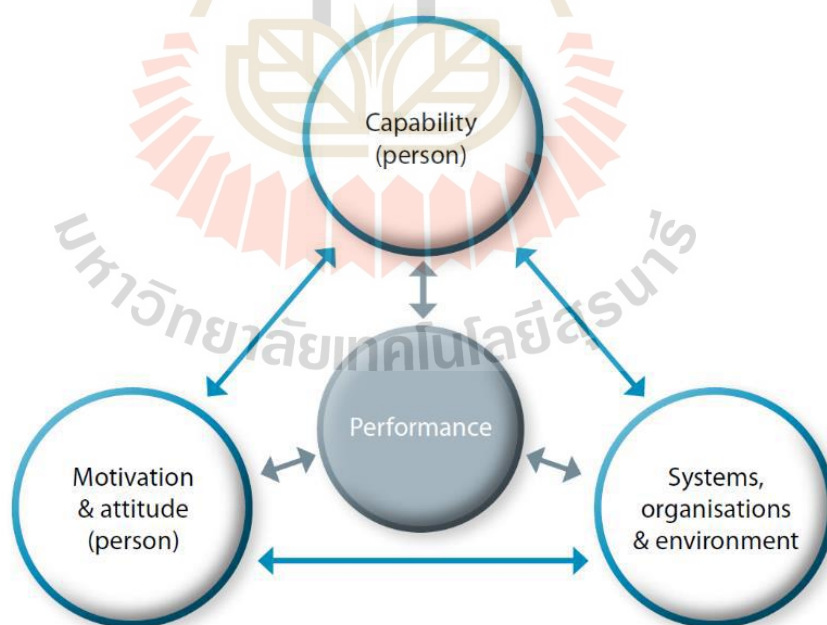 Capability
(person)
มหาวิทยาลัยเทคโนโลยีสุรนารี
Performance
Motivation
& attitude
(person)
Systems,
organisations
& environment